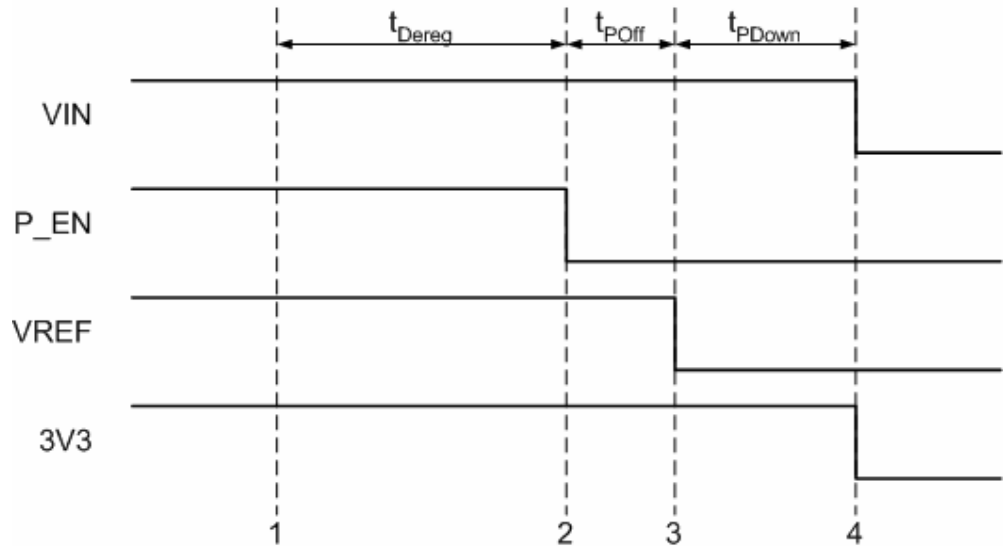 tDereg tPOff tPDown
VIN
P_EN
VREF
3V3
1 2 3 4